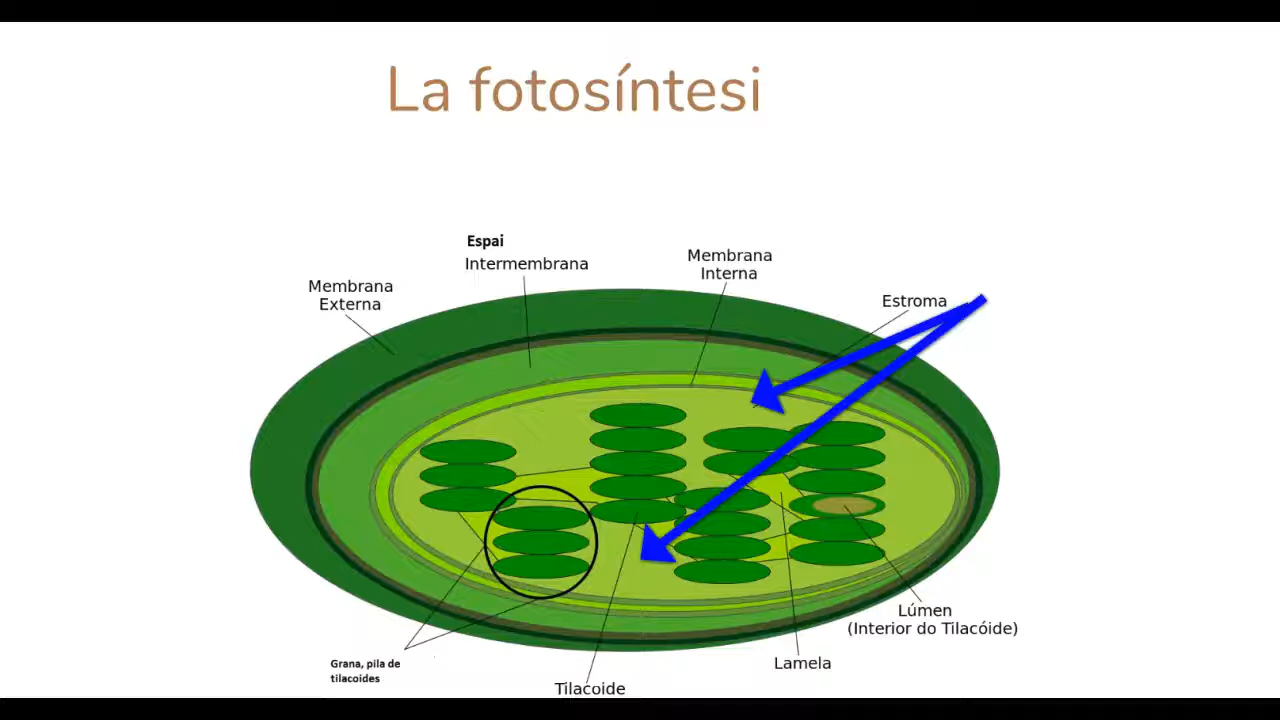 La fotosíntesi
Espai
Intermembrana
Membrana
Interna
Membrana
Externa
Estroma
Lúmen
(Interior do Tilacóide)
Grana, pila de
tilacoides
Lamela
Tilacoide